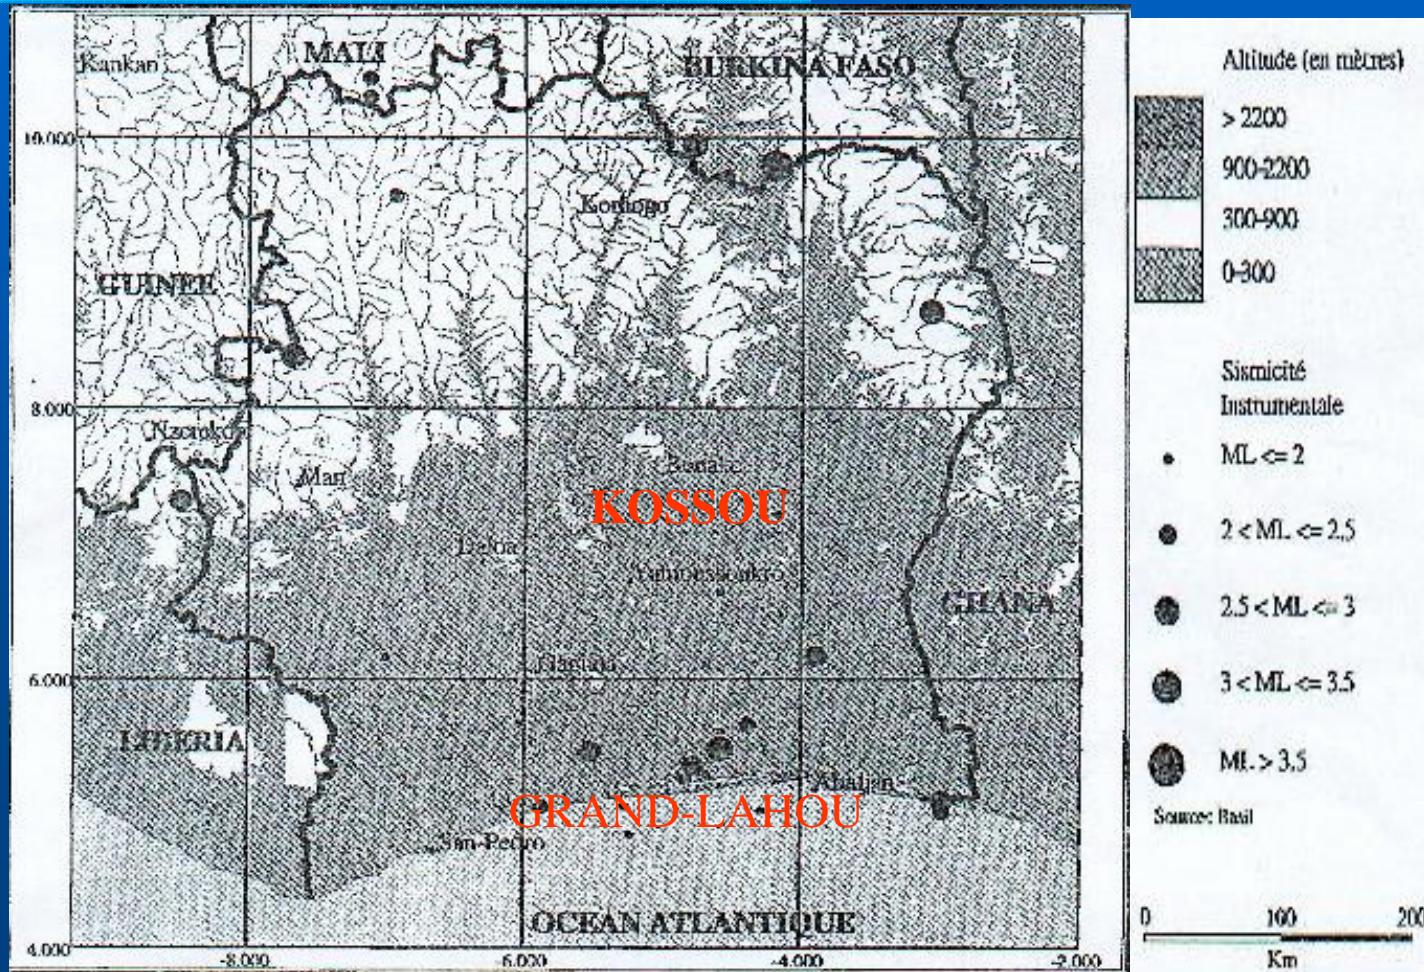 MALI
BURKINA FASO
Kankan
10.000
Korhogo
GUINEE
8.000
Man
KOSSOU
Daloa
Yamoussoukro
GHANA
6.000
LIBERIA
Abidjan
GRAND-LAHOU
San-Pedro
OCEAN ATLANTIQUE
4.000
-8.000
-6.000
-4.000
-2.000
Altitude (en mètres)
> 2200
900-2200
300-900
0-300
Sismicité
Instrumentale
ML <= 2
2 < ML <= 2.5
2.5 < ML <= 3
3 < ML <= 3.5
ML > 3.5
Source: Basil
0 100 200
Km